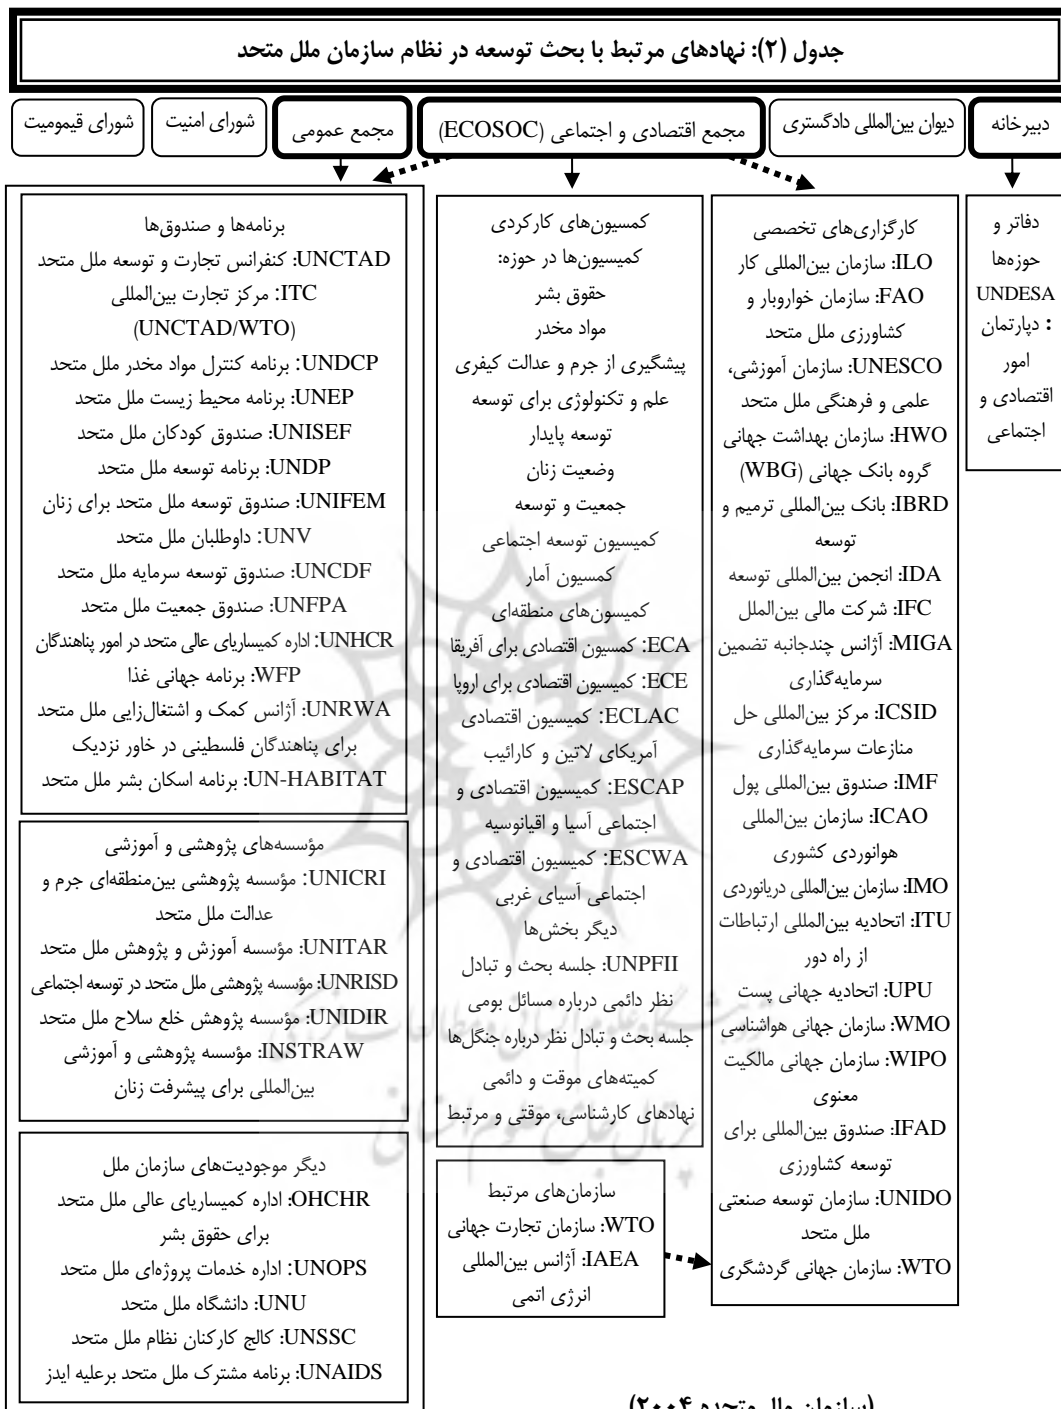 جدول (۲): نهادهای مرتبط با بحث توسعه در نظام سازمان ملل متحد
دبیرخانه
دیوان بین‌المللی دادگستری
مجمع اقتصادی و اجتماعی (ECOSOC)
مجمع عمومی
شورای امنیت
شورای قیمومیت
دفاتر و
حوزه‌ها
UNDESA
: دپارتمان
امور
اقتصادی و
اجتماعی
کارگزاری‌های تخصصی
ILO: سازمان بین‌المللی کار
FAO: سازمان خواروبار و
کشاورزی ملل متحد
UNESCO: سازمان آموزشی،
علمی و فرهنگی ملل متحد
HWO: سازمان بهداشت جهانی
گروه بانک جهانی (WBG)
IBRD: بانک بین‌المللی ترمیم و
توسعه
IDA: انجمن بین‌المللی توسعه
IFC: شرکت مالی بین‌الملل
MIGA: آژانس چندجانبه تضمین
سرمایه‌گذاری
ICSID: مرکز بین‌المللی حل
منازعات سرمایه‌گذاری
IMF: صندوق بین‌المللی پول
ICAO: سازمان بین‌المللی
هوانوردی کشوری
IMO: سازمان بین‌المللی دریانوردی
ITU: اتحادیه بین‌المللی ارتباطات
از راه دور
UPU: اتحادیه جهانی پست
WMO: سازمان جهانی هواشناسی
WIPO: سازمان جهانی مالکیت
معنوی
IFAD: صندوق بین‌المللی برای
توسعه کشاورزی
UNIDO: سازمان توسعه صنعتی
ملل متحد
WTO: سازمان جهانی گردشگری
کمسیون‌های کارکردی
کمیسیون‌ها در حوزه:
حقوق بشر
مواد مخدر
پیشگیری از جرم و عدالت کیفری
علم و تکنولوژی برای توسعه
توسعه پایدار
وضعیت زنان
جمعیت و توسعه
کمیسیون توسعه اجتماعی
کمسیون آمار
کمیسون‌های منطقه‌ای
ECA: کمسیون اقتصادی برای آفریقا
ECE: کمیسیون اقتصادی برای اروپا
ECLAC: کمیسیون اقتصادی
آمریکای لاتین و کارائیب
ESCAP: کمیسیون اقتصادی و
اجتماعی آسیا و اقیانوسیه
ESCWA: کمیسیون اقتصادی و
اجتماعی آسیای غربی
دیگر بخش‌ها
UNPFII: جلسه بحث و تبادل
نظر دائمی درباره مسائل بومی
جلسه بحث و تبادل نظر درباره جنگل‌ها
کمیته‌های موقت و دائمی
نهادهای کارشناسی، موقتی و مرتبط
سازمان‌های مرتبط
WTO: سازمان تجارت جهانی
IAEA: آژانس بین‌المللی
انرژی اتمی
برنامه‌ها و صندوق‌ها
UNCTAD: کنفرانس تجارت و توسعه ملل متحد
ITC: مرکز تجارت بین‌المللی
(UNCTAD/WTO)
UNDCP: برنامه کنترل مواد مخدر ملل متحد
UNEP: برنامه محیط زیست ملل متحد
UNISEF: صندوق کودکان ملل متحد
UNDP: برنامه توسعه ملل متحد
UNIFEM: صندوق توسعه ملل متحد برای زنان
UNV: داوطلبان ملل متحد
UNCDF: صندوق توسعه سرمایه ملل متحد
UNFPA: صندوق جمعیت ملل متحد
UNHCR: اداره کمیساریای عالی ملل متحد در امور پناهندگان
WFP: برنامه جهانی غذا
UNRWA: آژانس کمک و اشتغال‌زایی ملل متحد
برای پناهندگان فلسطینی در خاور نزدیک
UN-HABITAT: برنامه اسکان بشر ملل متحد
مؤسسه‌های پژوهشی و آموزشی
UNICRI: مؤسسه پژوهشی بین‌منطقه‌ای جرم و
عدالت ملل متحد
UNITAR: مؤسسه آموزش و پژوهش ملل متحد
UNRISD: مؤسسه پژوهشی ملل متحد در توسعه اجتماعی
UNIDIR: مؤسسه پژوهش خلع سلاح ملل متحد
INSTRAW: مؤسسه پژوهشی و آموزشی
بین‌المللی برای پیشرفت زنان
دیگر موجودیت‌های سازمان ملل
OHCHR: اداره کمیساریای عالی ملل متحد
برای حقوق بشر
UNOPS: اداره خدمات پروژه‌ای ملل متحد
UNU: دانشگاه ملل متحد
UNSSC: کالج کارکنان نظام ملل متحد
UNAIDS: برنامه مشترک ملل متحد برعلیه ایدز
(سازمان ملل متحد، ۲۰۰۴)
پرتال جامع علوم انسانی